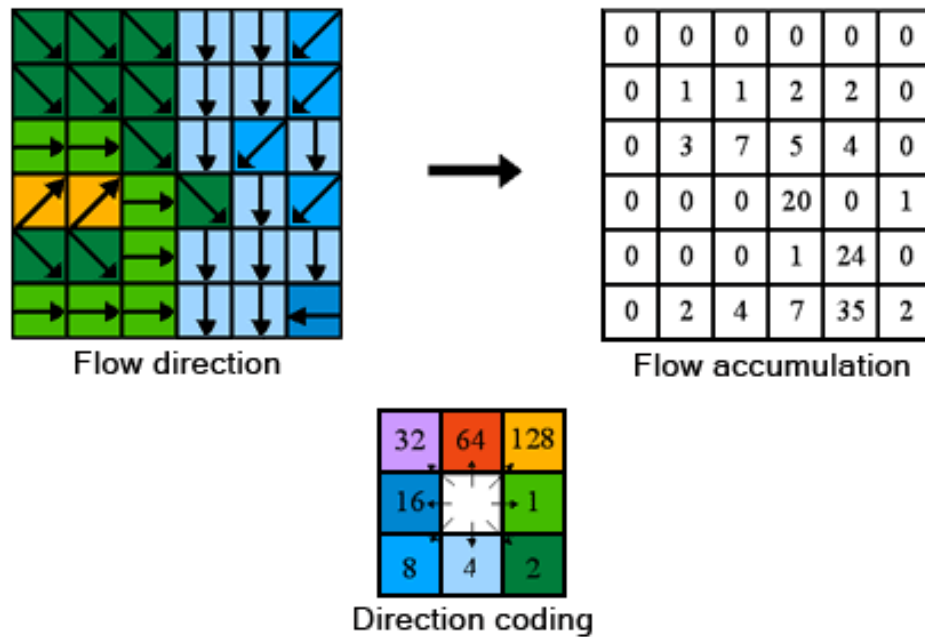 0 0 0 0 0 0
0 1 1 2 2 0
0 3 7 5 4 0
0 0 0 20 0 1
0 0 0 1 24 0
0 2 4 7 35 2
Flow direction
Flow accumulation
32 64 128
16 1
8 4 2
Direction coding